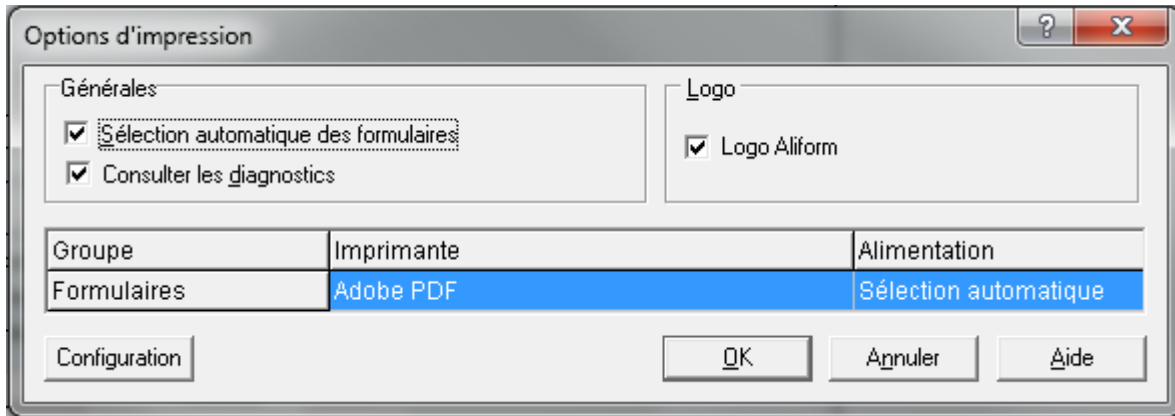 Options d'impression
?
Générales
Sélection automatique des formulaires
Consulter les diagnostics
Logo
Logo Aliform
Groupe Imprimante Alimentation
Formulaires Adobe PDF Sélection automatique
Configuration OK Annuler Aide